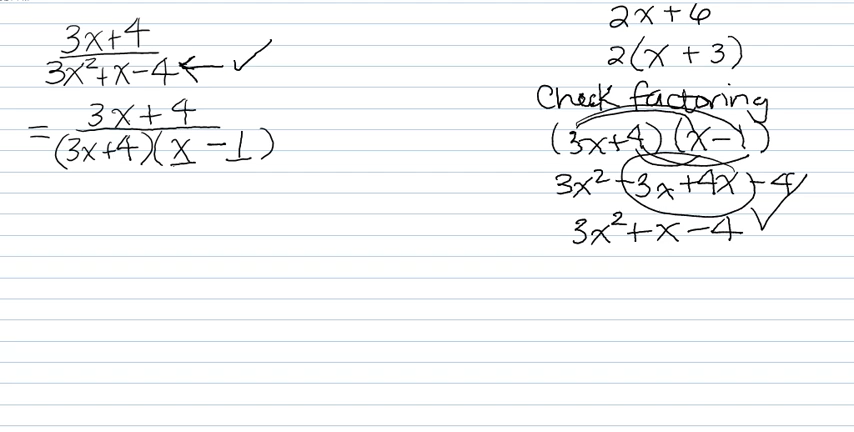 3x+4
3x²+x-4 ← ✓
= 3x+4
(3x+4)(x-1)
2x+6
2(x+3)
Check factoring
(3x+4)(x-1)
3x²-3x+4x-4
3x²+x-4 ✓